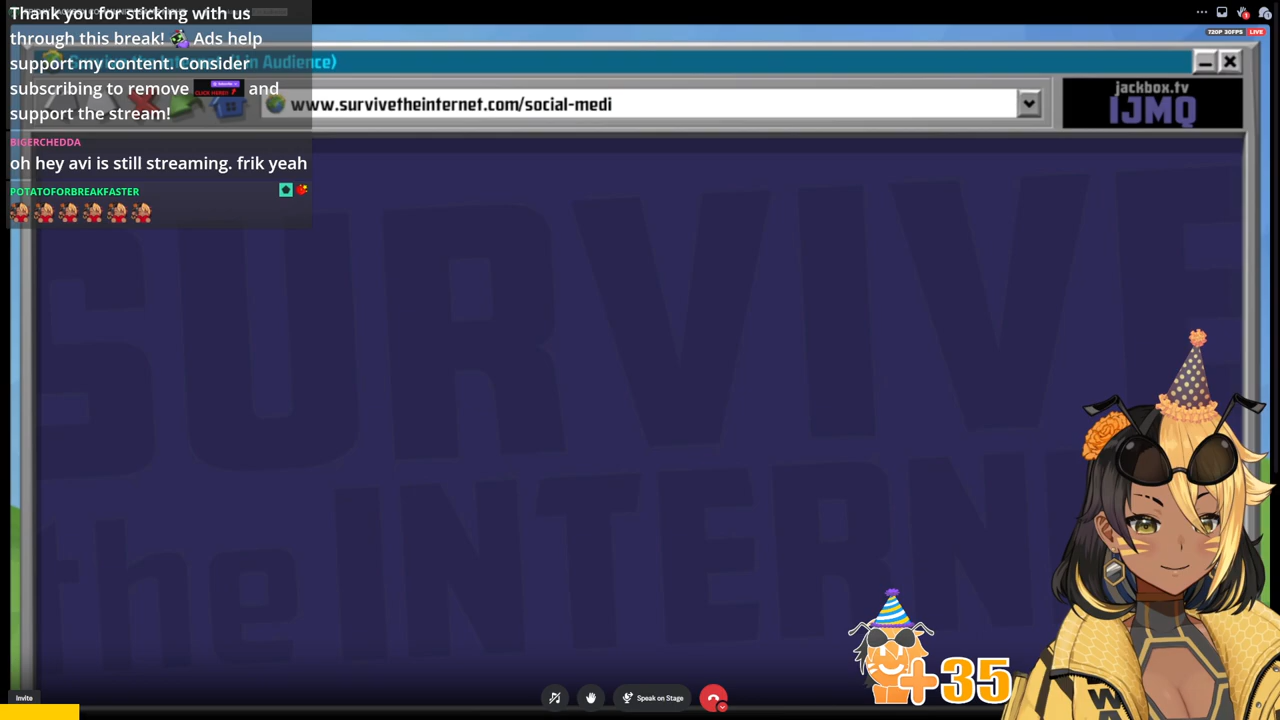 Thank you for sticking with us
through this break! Ads help
support my content. Consider
subscribing to remove and
support the stream!
BIGERCHEDDA
oh hey avi is still streaming. frik yeah
POTATOFORBREAKFASTER
in Audience)
www.survivetheinternet.com/social-medi
jackbox.tv
IJMQ
720P 30FPS LIVE
SURVIVE
the INTERN
+35
Invite
Speak on Stage